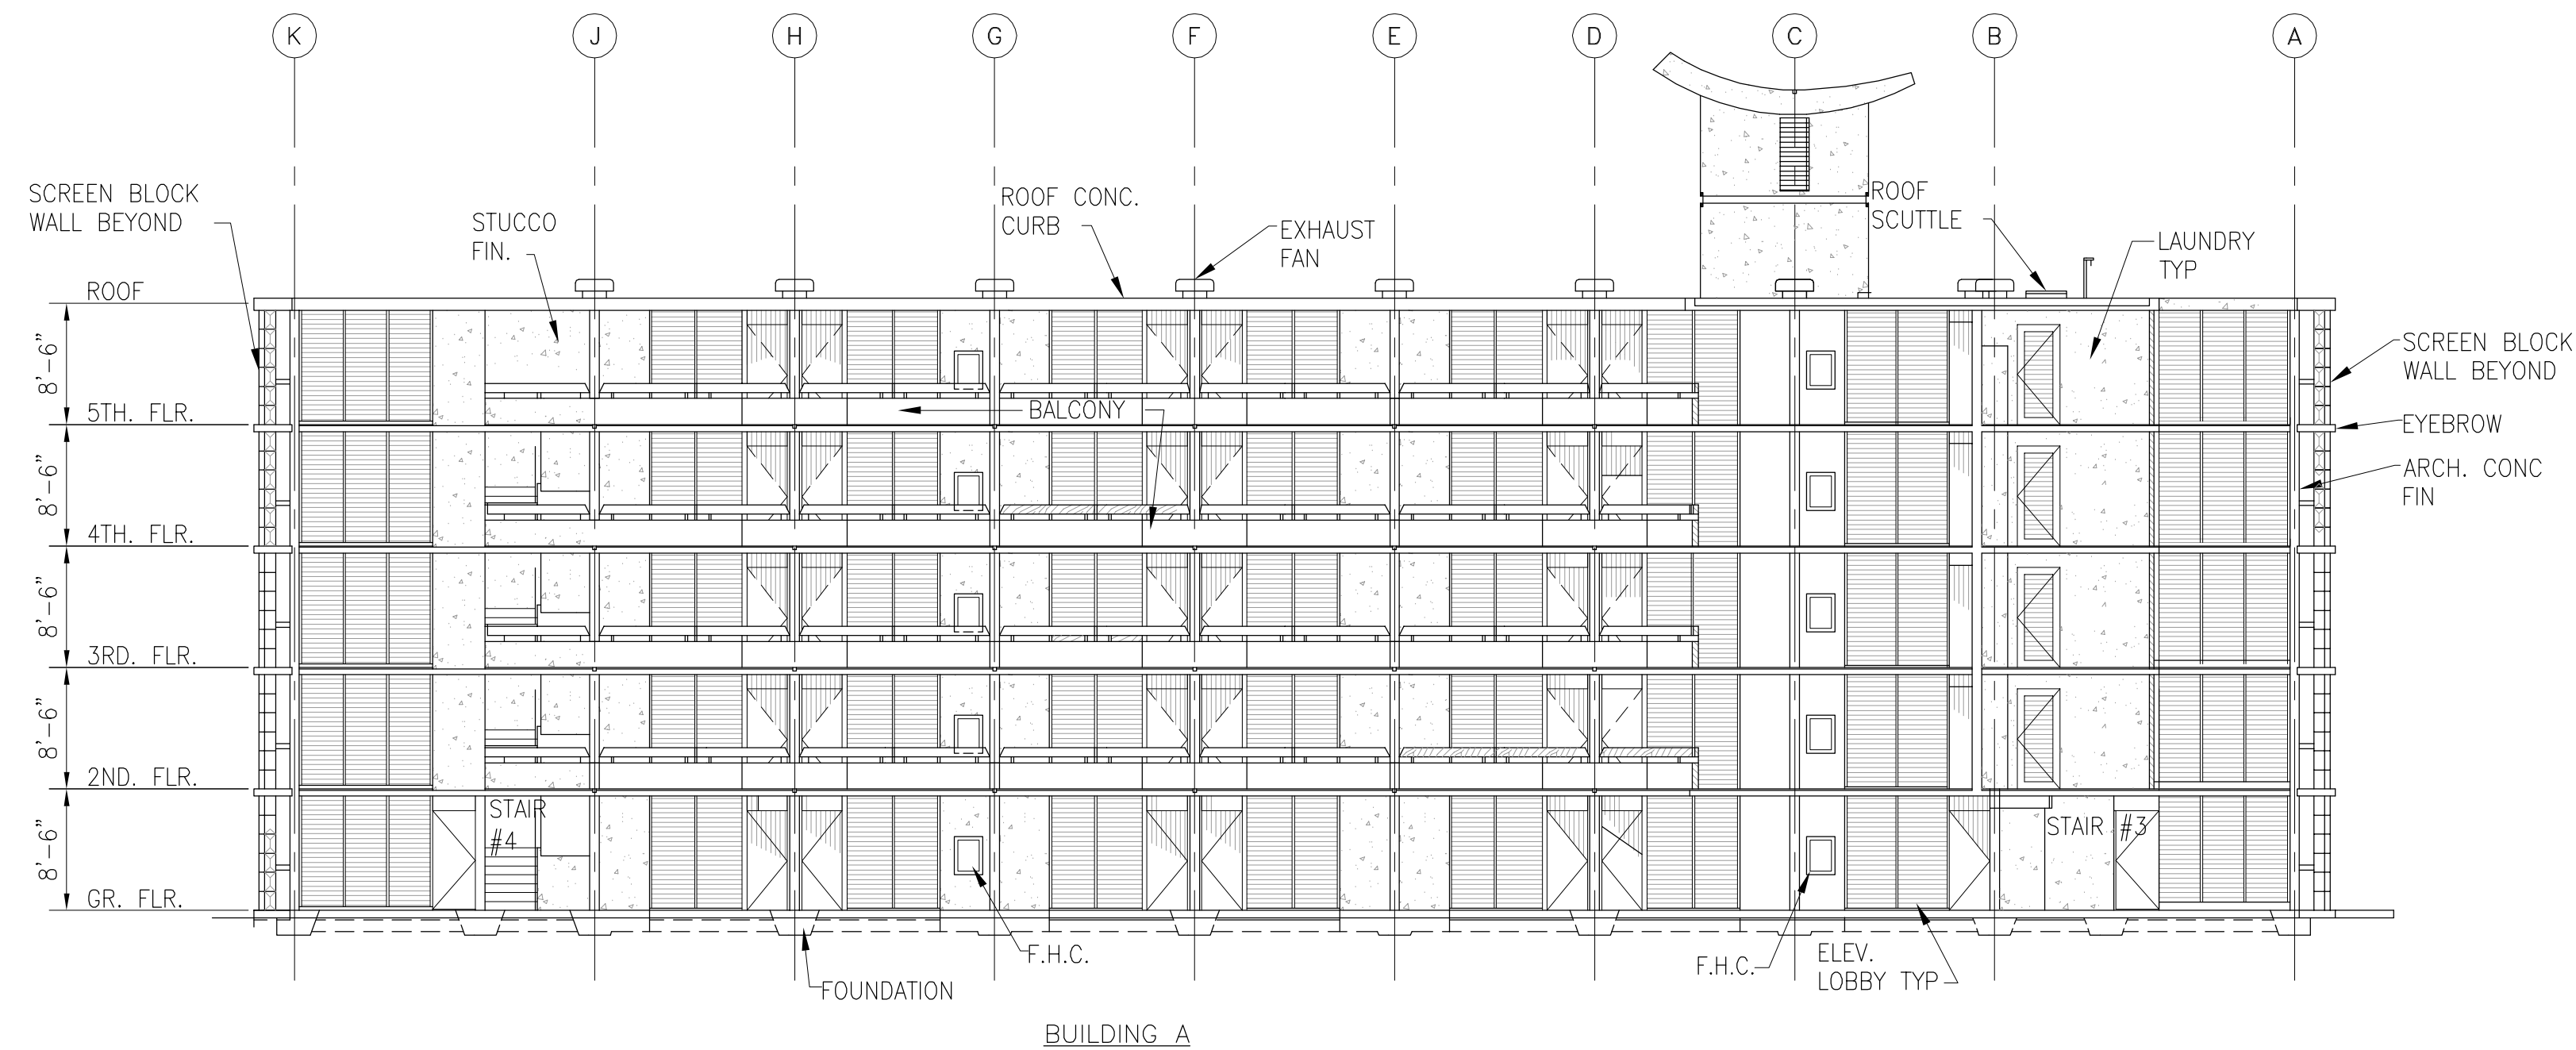 K J H G F E D C B A
SCREEN BLOCK
WALL BEYOND
STUCCO
FIN.
ROOF CONC.
CURB
EXHAUST
FAN
ROOF
SCUTTLE
LAUNDRY
TYP
ROOF
8'-6"
5TH. FLR.
8'-6"
4TH. FLR.
8'-6"
3RD. FLR.
8'-6"
2ND. FLR.
8'-6"
GR. FLR.
BALCONY
SCREEN BLOCK
WALL BEYOND
EYEBROW
ARCH. CONC
FIN
STAIR
#4
STAIR #3
F.H.C.
FOUNDATION
F.H.C.
ELEV.
LOBBY TYP
BUILDING A